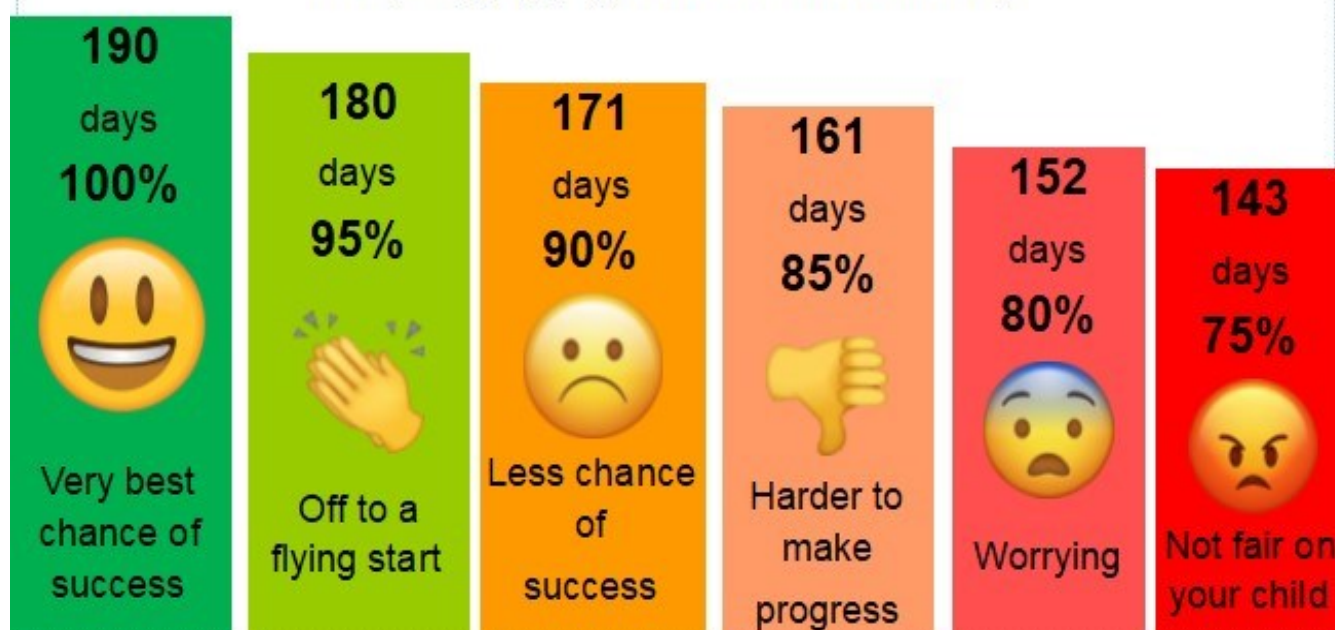 190
days
100%
Very best
chance of
success
180
days
95%
Off to a
flying start
171
days
90%
Less chance
of
success
161
days
85%
Harder to
make
progress
152
days
80%
Worrying
143
days
75%
Not fair on
your child